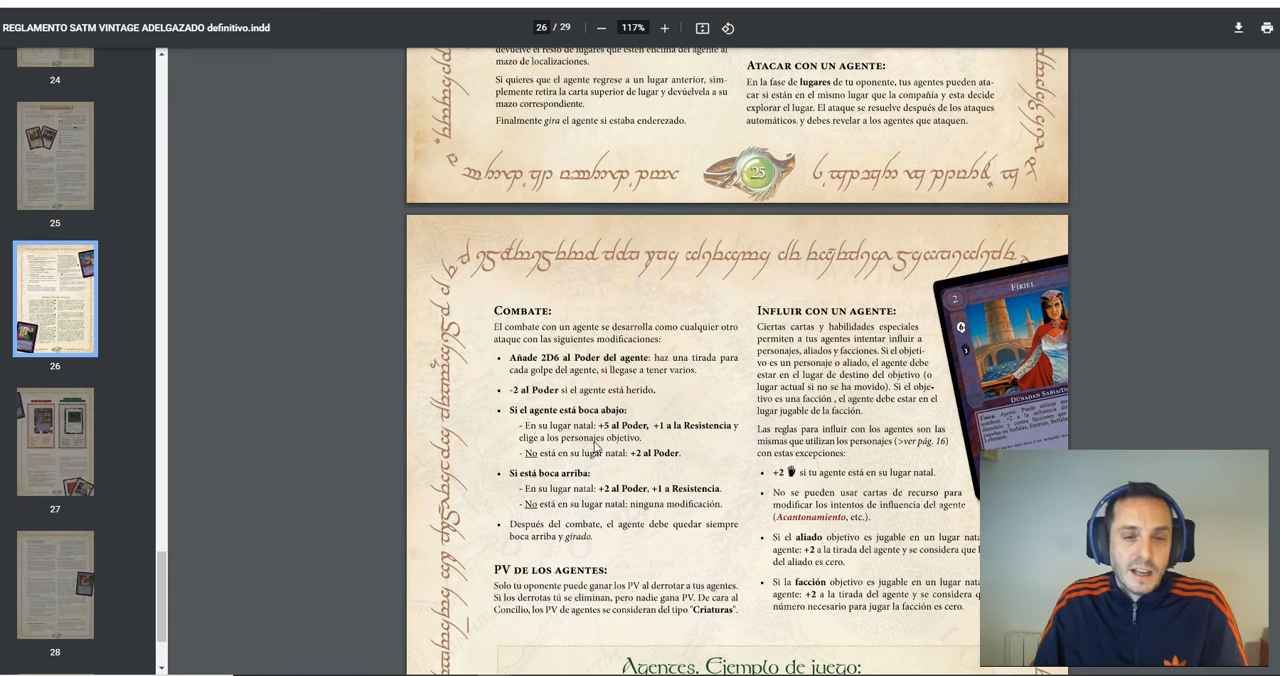 REGLAMENTO SATM VINTAGE ADELGAZADO definitivo.indd
26 / 29
117%
24
25
26
27
28
devuelve el resto de lugares que estén encima del agente al
mazo de localizaciones.
Si quieres que el agente regrese a un lugar anterior, sim-
plemente retira la carta superior de lugar y devúelvela a su
mazo correspondiente.
Finalmente gira el agente si estaba enderezado.
Atacar con un agente:
En la fase de lugares de tu oponente, tus agentes pueden ata-
car si están en el mismo lugar que la compañía y esta decide
explorar el lugar. El ataque se resuelve después de los ataques
automáticos, y debes revelar a los agentes que ataquen.
25
Combate:
El combate con un agente se desarrolla como cualquier otro
ataque con las siguientes modificaciones:
• Añade 2D6 al Poder del agente: haz una tirada para
cada golpe del agente, si llegase a tener varios.
• -2 al Poder si el agente está herido.
• Si el agente está boca abajo:
- En su lugar natal: +5 al Poder, +1 a la Resistencia y
elige a los personajes objetivo.
- No está en su lugar natal: +2 al Poder.
• Si está boca arriba:
- En su lugar natal: +2 al Poder, +1 a Resistencia.
- No está en su lugar natal: ninguna modificación.
• Después del combate, el agente debe quedar siempre
boca arriba y girado.
PV de los agentes:
Solo tu oponente puede ganar los PV al derrotar a tus agentes.
Si los derrotas tú se eliminan, pero nadie gana PV. De cara al
Concilio, los PV de agentes se consideran del tipo "Criaturas".
Influir con un agente:
Ciertas cartas y habilidades especiales
permiten a tus agentes intentar influir a
personajes, aliados y facciones. Si el objeti-
vo es un personaje o aliado, el agente debe
estar en el lugar de destino del objetivo (o
lugar actual si no se ha movido). Si el obje-
tivo es una facción , el agente debe estar en el
lugar jugable de la facción.
Las reglas para influir con los agentes son las
mismas que utilizan los personajes (>ver pág. 16)
con estas excepciones:
• +2 si tu agente está en su lugar natal.
• No se pueden usar cartas de recurso para
modificar los intentos de influencia del agente
(Acantonamiento, etc.).
• Si el aliado objetivo es jugable en un lugar nata
agente: +2 a la tirada del agente y se considera que
del aliado es cero.
• Si la facción objetivo es jugable en un lugar nata
agente: +2 a la tirada del agente y se considera q
número necesario para jugar la facción es cero.
2
FÍRIEL
Dúnadan Sabia/D
Agentes. Ejemplo de juego: